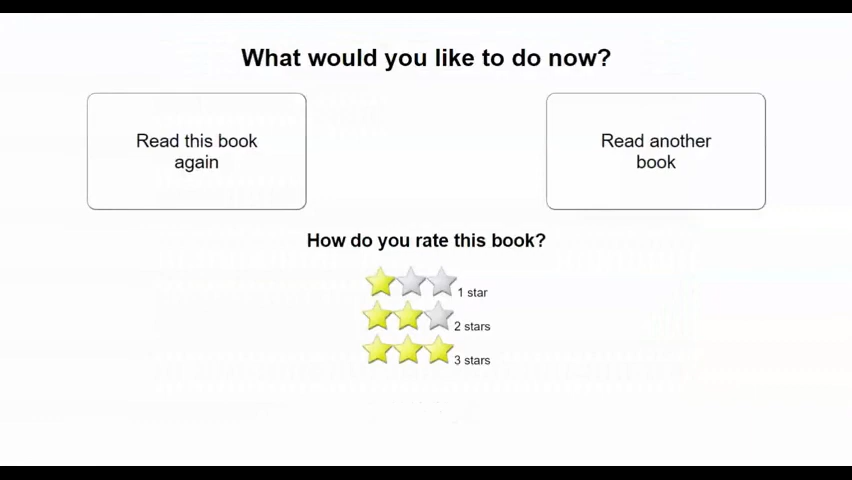 What would you like to do now?
Read this book
again
Read another
book
How do you rate this book?
1 star
2 stars
3 stars